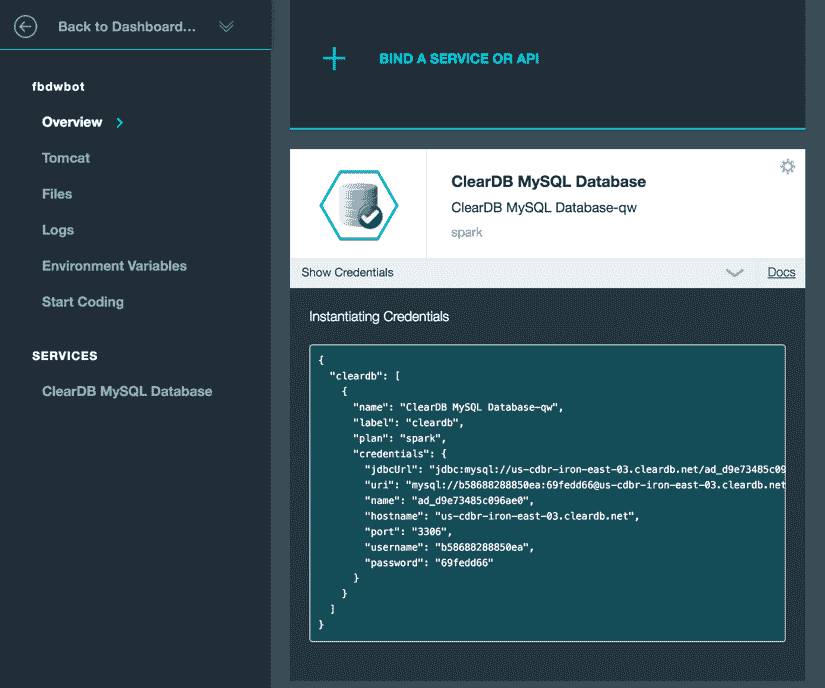 Back to Dashboard...
fbdwbot
Overview
Tomcat
Files
Logs
Environment Variables
Start Coding
SERVICES
ClearDB MySQL Database
BIND A SERVICE OR API
ClearDB MySQL Database
ClearDB MySQL Database-qw
spark
Show Credentials
Docs
Instantiating Credentials
{
"cleardb": [
{
"name": "ClearDB MySQL Database-qw",
"label": "cleardb",
"plan": "spark",
"credentials": {
"jdbcUrl": "jdbc:mysql://us-cdbr-iron-east-03.cleardb.net/ad_d9e73485c09
"uri": "mysql://b58688288850ea:69fedd66@us-cdbr-iron-east-03.cleardb.net
"name": "ad_d9e73485c096ae0",
"hostname": "us-cdbr-iron-east-03.cleardb.net",
"port": "3306",
"username": "b58688288850ea",
"password": "69fedd66"
}
}
]
}